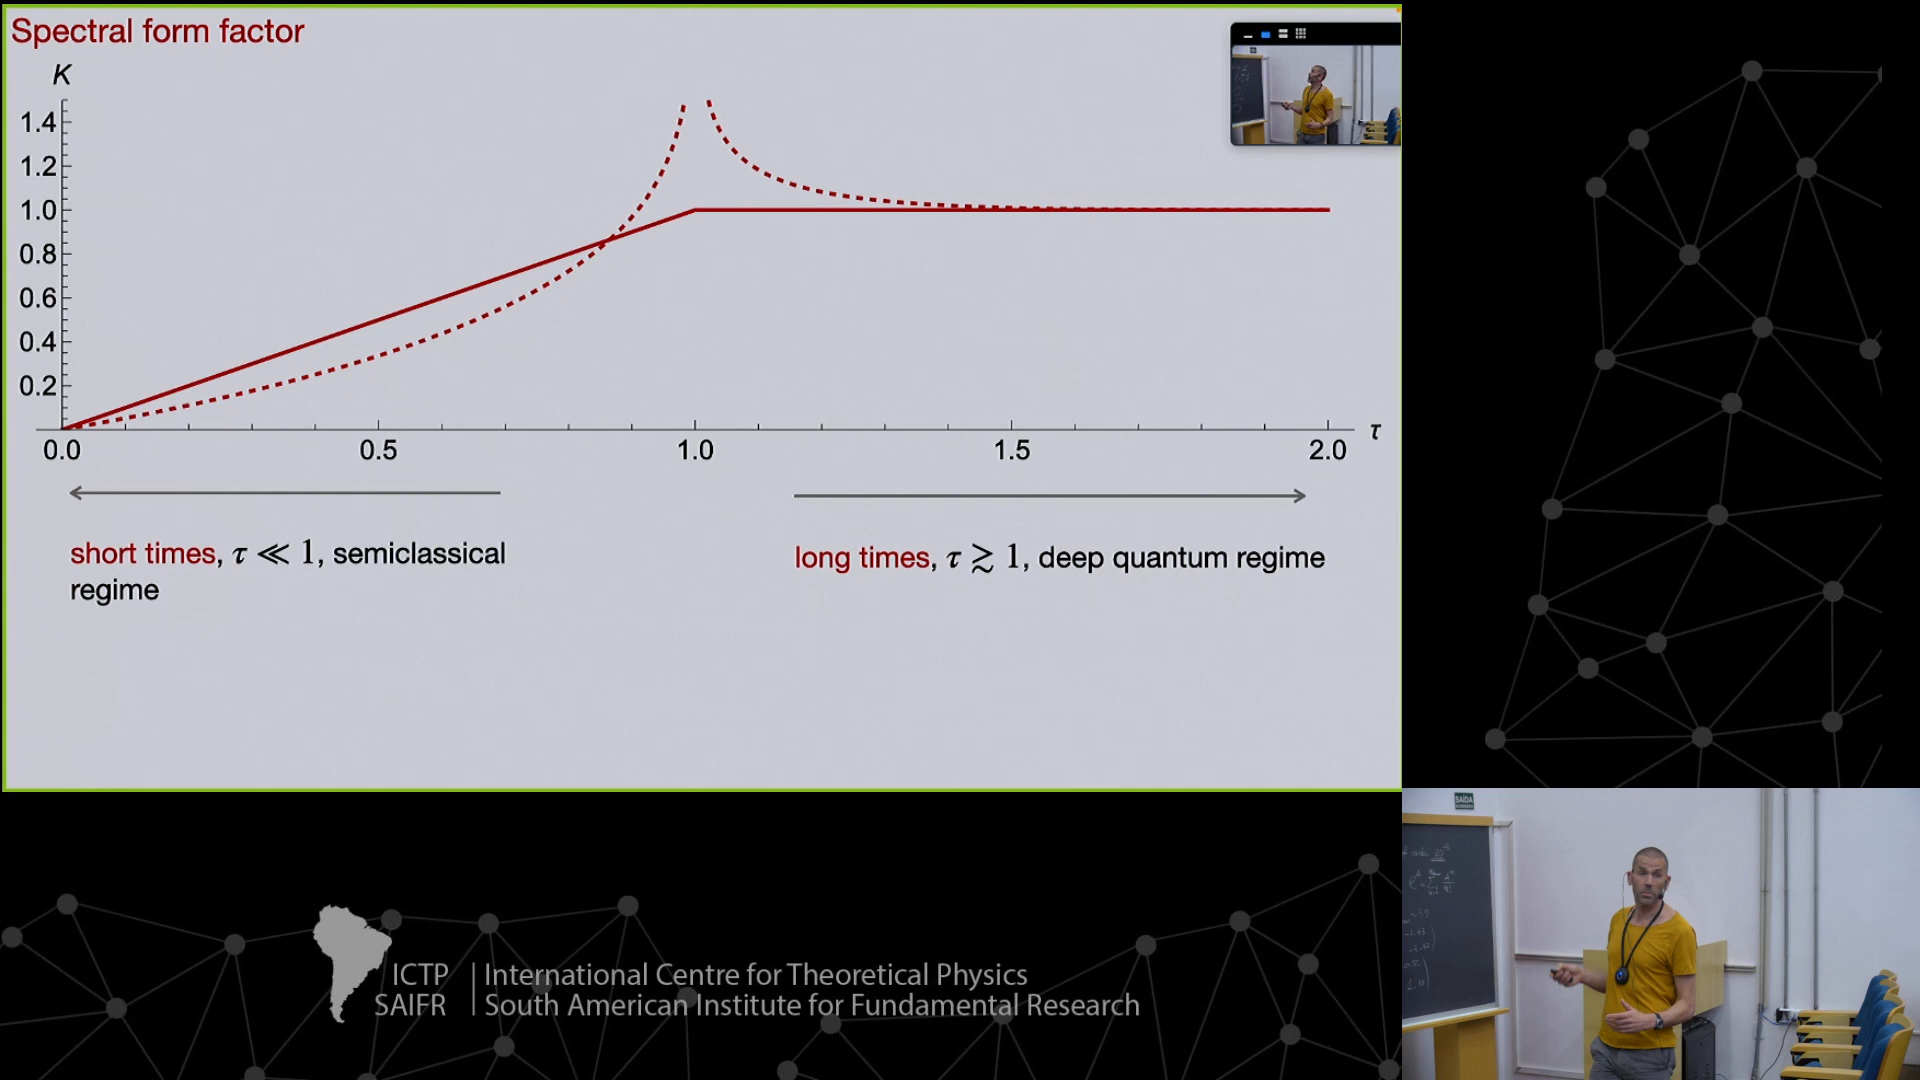 Spectral form factor
K
1.4
1.2
1.0
0.8
0.6
0.4
0.2
0.0 0.5 1.0 1.5 2.0 τ
short times, τ ≪ 1, semiclassical
regime
long times, τ ≳ 1, deep quantum regime
ICTP | International Centre for Theoretical Physics
SAIFR | South American Institute for Fundamental Research